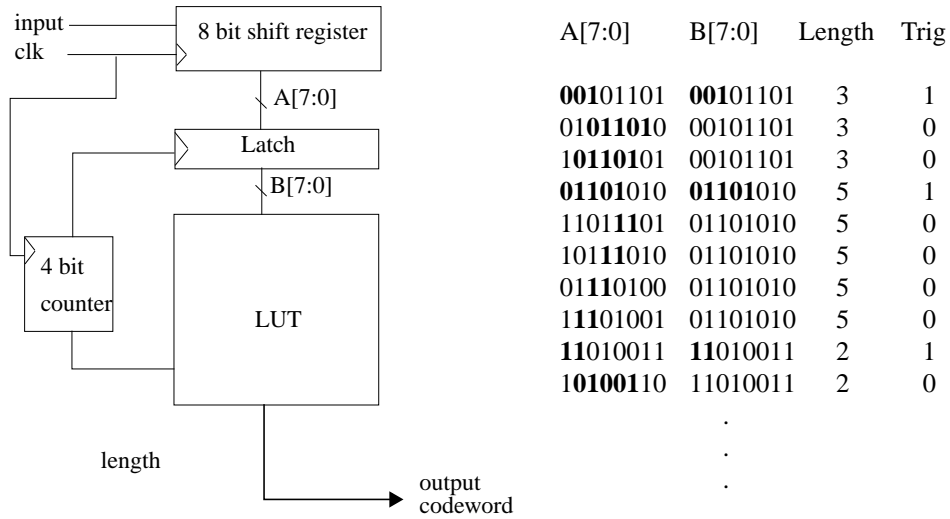 input
clk
8 bit shift register
A[7:0]
Latch
B[7:0]
4 bit
counter
LUT
length
output
codeword
A[7:0] B[7:0] Length Trig
00101101 00101101 3 1
01011010 00101101 3 0
10110101 00101101 3 0
01101010 01101010 5 1
11011101 01101010 5 0
10111010 01101010 5 0
01110100 01101010 5 0
11101001 01101010 5 0
11010011 11010011 2 1
10100110 11010011 2 0
.
.
.